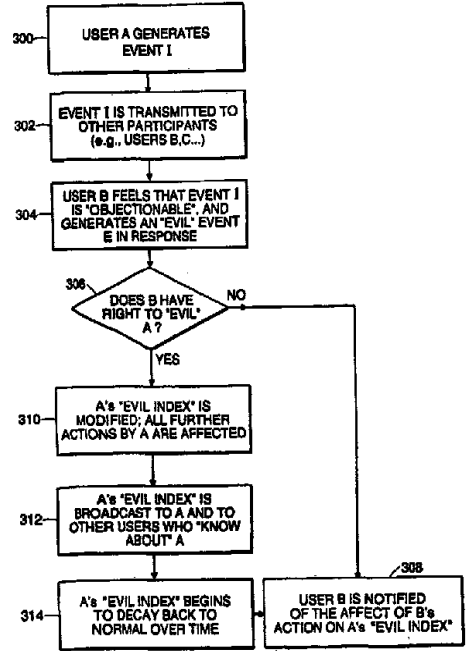 300
USER A GENERATES
EVENT I
302
EVENT I IS TRANSMITTED TO
OTHER PARTICIPANTS
(e.g., USERS B,C...)
304
USER B FEELS THAT EVENT I
IS "OBJECTIONABLE", AND
GENERATES AN "EVIL" EVENT
E IN RESPONSE
306
DOES B HAVE
RIGHT TO "EVIL"
A ?
NO
YES
310
A's "EVIL INDEX" IS
MODIFIED; ALL FURTHER
ACTIONS BY A ARE AFFECTED
312
A's "EVIL INDEX" IS
BROADCAST TO A AND TO
OTHER USERS WHO "KNOW
ABOUT" A
314
A's "EVIL INDEX" BEGINS
TO DECAY BACK TO
NORMAL OVER TIME
308
USER B IS NOTIFIED
OF THE AFFECT OF B's
ACTION ON A's "EVIL INDEX"